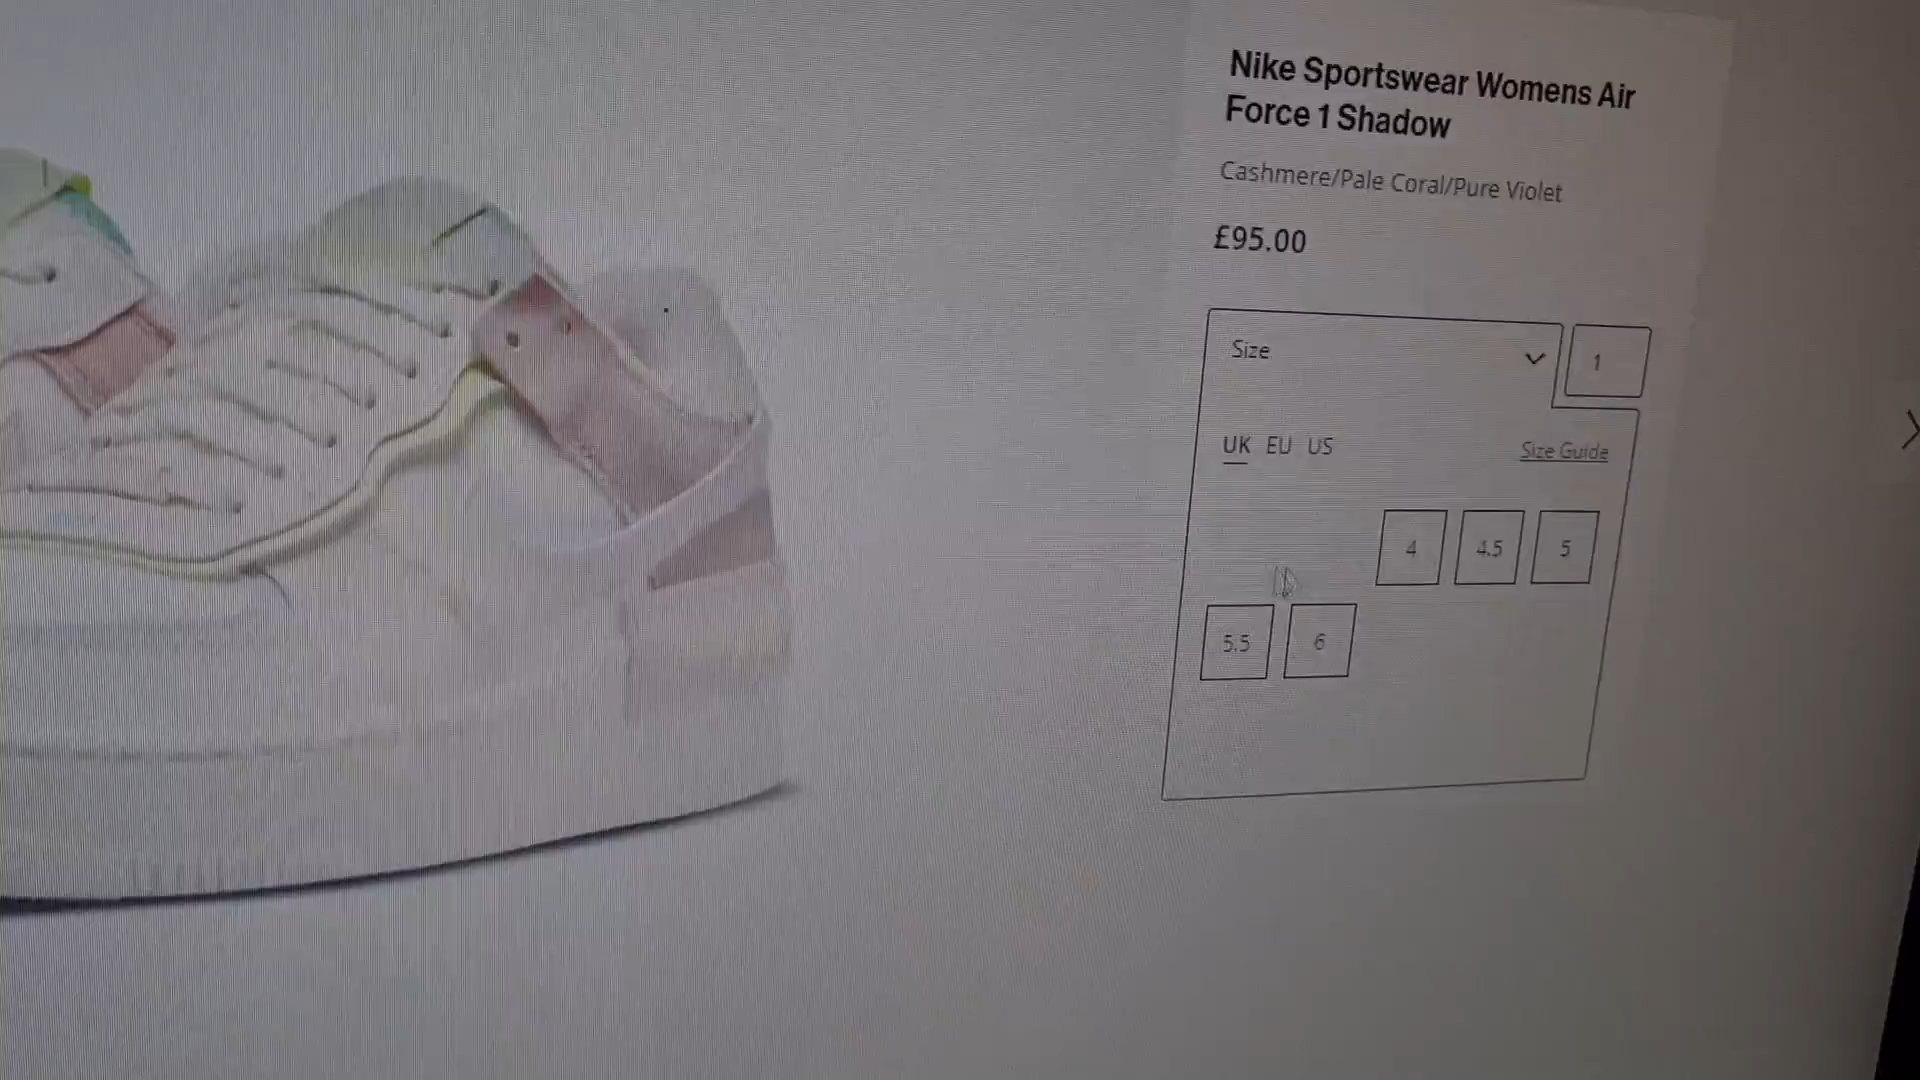 Nike Sportswear Womens Air
Force 1 Shadow
Cashmere/Pale Coral/Pure Violet
£95.00
Size
1
UK EU US
Size Guide
4 4.5 5
5.5 6